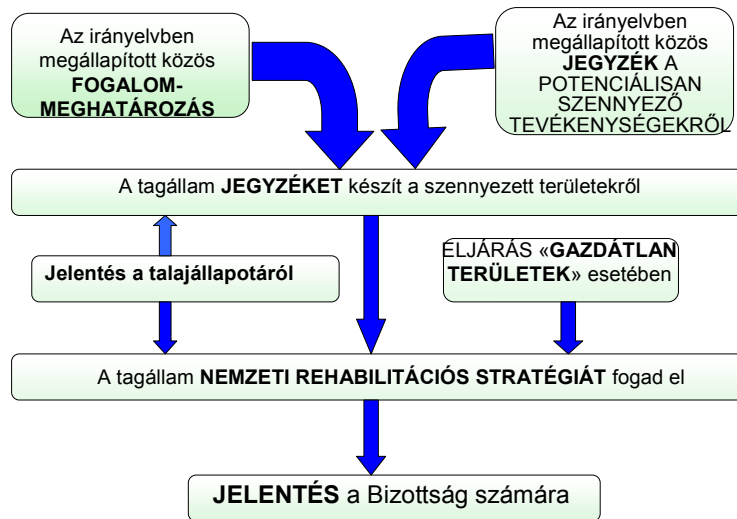 Az irányelvben
megállapított közös
FOGALOM-
MEGHATÁROZÁS
Az irányelvben
megállapított közös
JEGYZÉK A
POTENCIÁLISAN
SZENNYEZŐ
TEVÉKENYSÉGEKRŐL
A tagállam JEGYZÉKET készít a szennyezett területekről
Jelentés a talajállapotáról
ELJÁRÁS «GAZDÁTLAN
TERÜLETEK» esetében
A tagállam NEMZETI REHABILITÁCIÓS STRATÉGIÁT fogad el
JELENTÉS a Bizottság számára